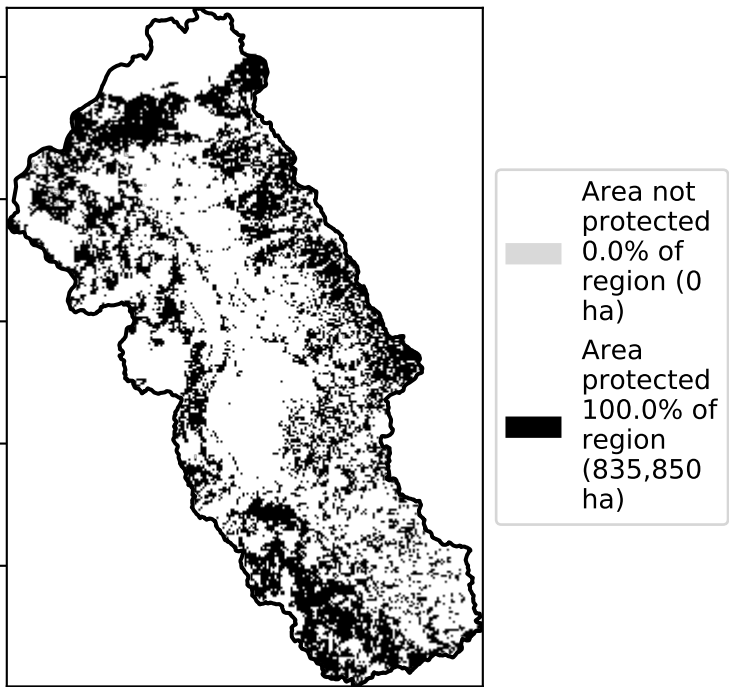 Area not
protected
0.0% of
region (0
ha)
Area
protected
100.0% of
region
(835,850
ha)